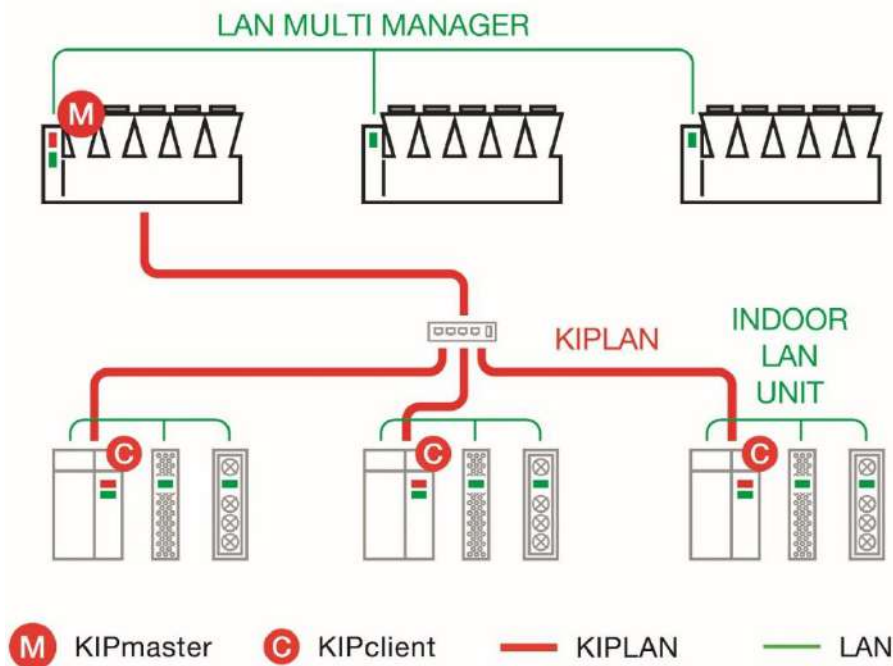 LAN MULTI MANAGER
M
KIPLAN
INDOOR
LAN
UNIT
C
C
C
M KIPmaster C KIPclient KIPLAN LAN